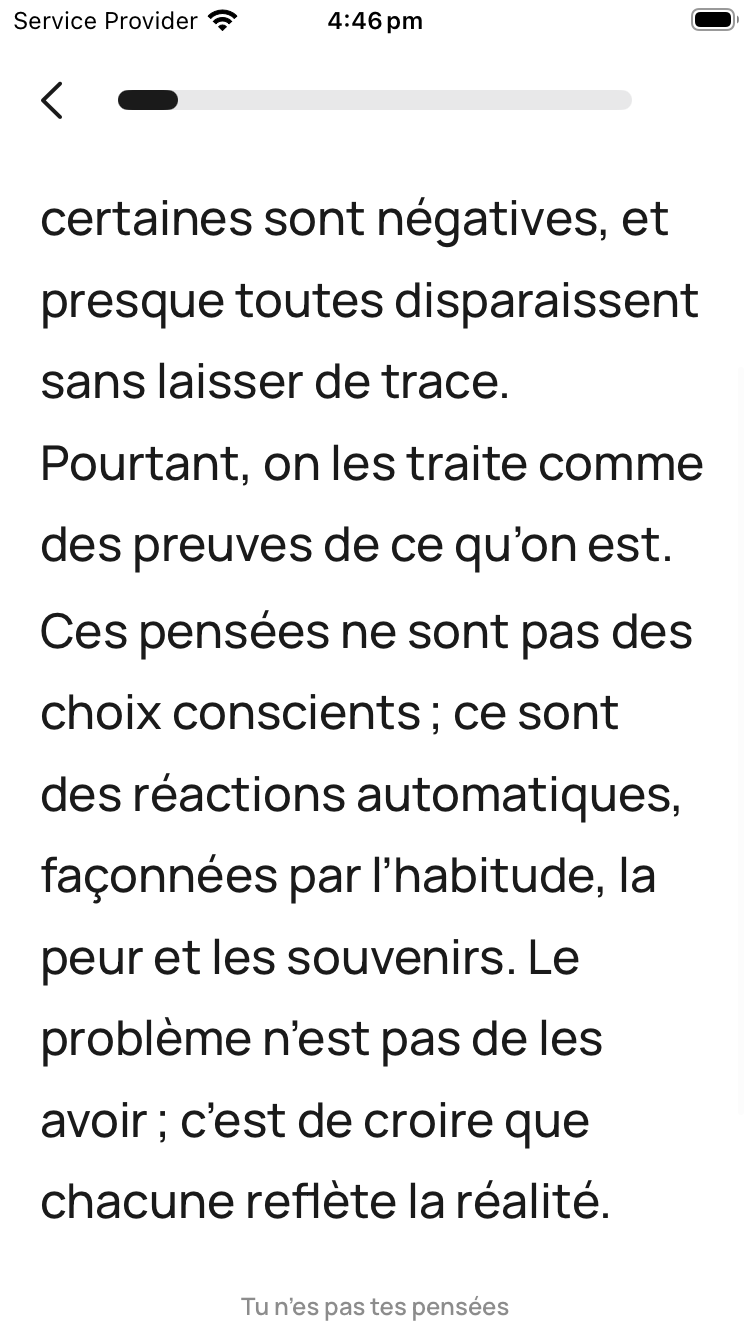 Service Provider 4:46 pm
certaines sont négatives, et
presque toutes disparaissent
sans laisser de trace.
Pourtant, on les traite comme
des preuves de ce qu’on est.
Ces pensées ne sont pas des
choix conscients ; ce sont
des réactions automatiques,
façonnées par l’habitude, la
peur et les souvenirs. Le
problème n’est pas de les
avoir ; c’est de croire que
chacune reflète la réalité.
Tu n’es pas tes pensées